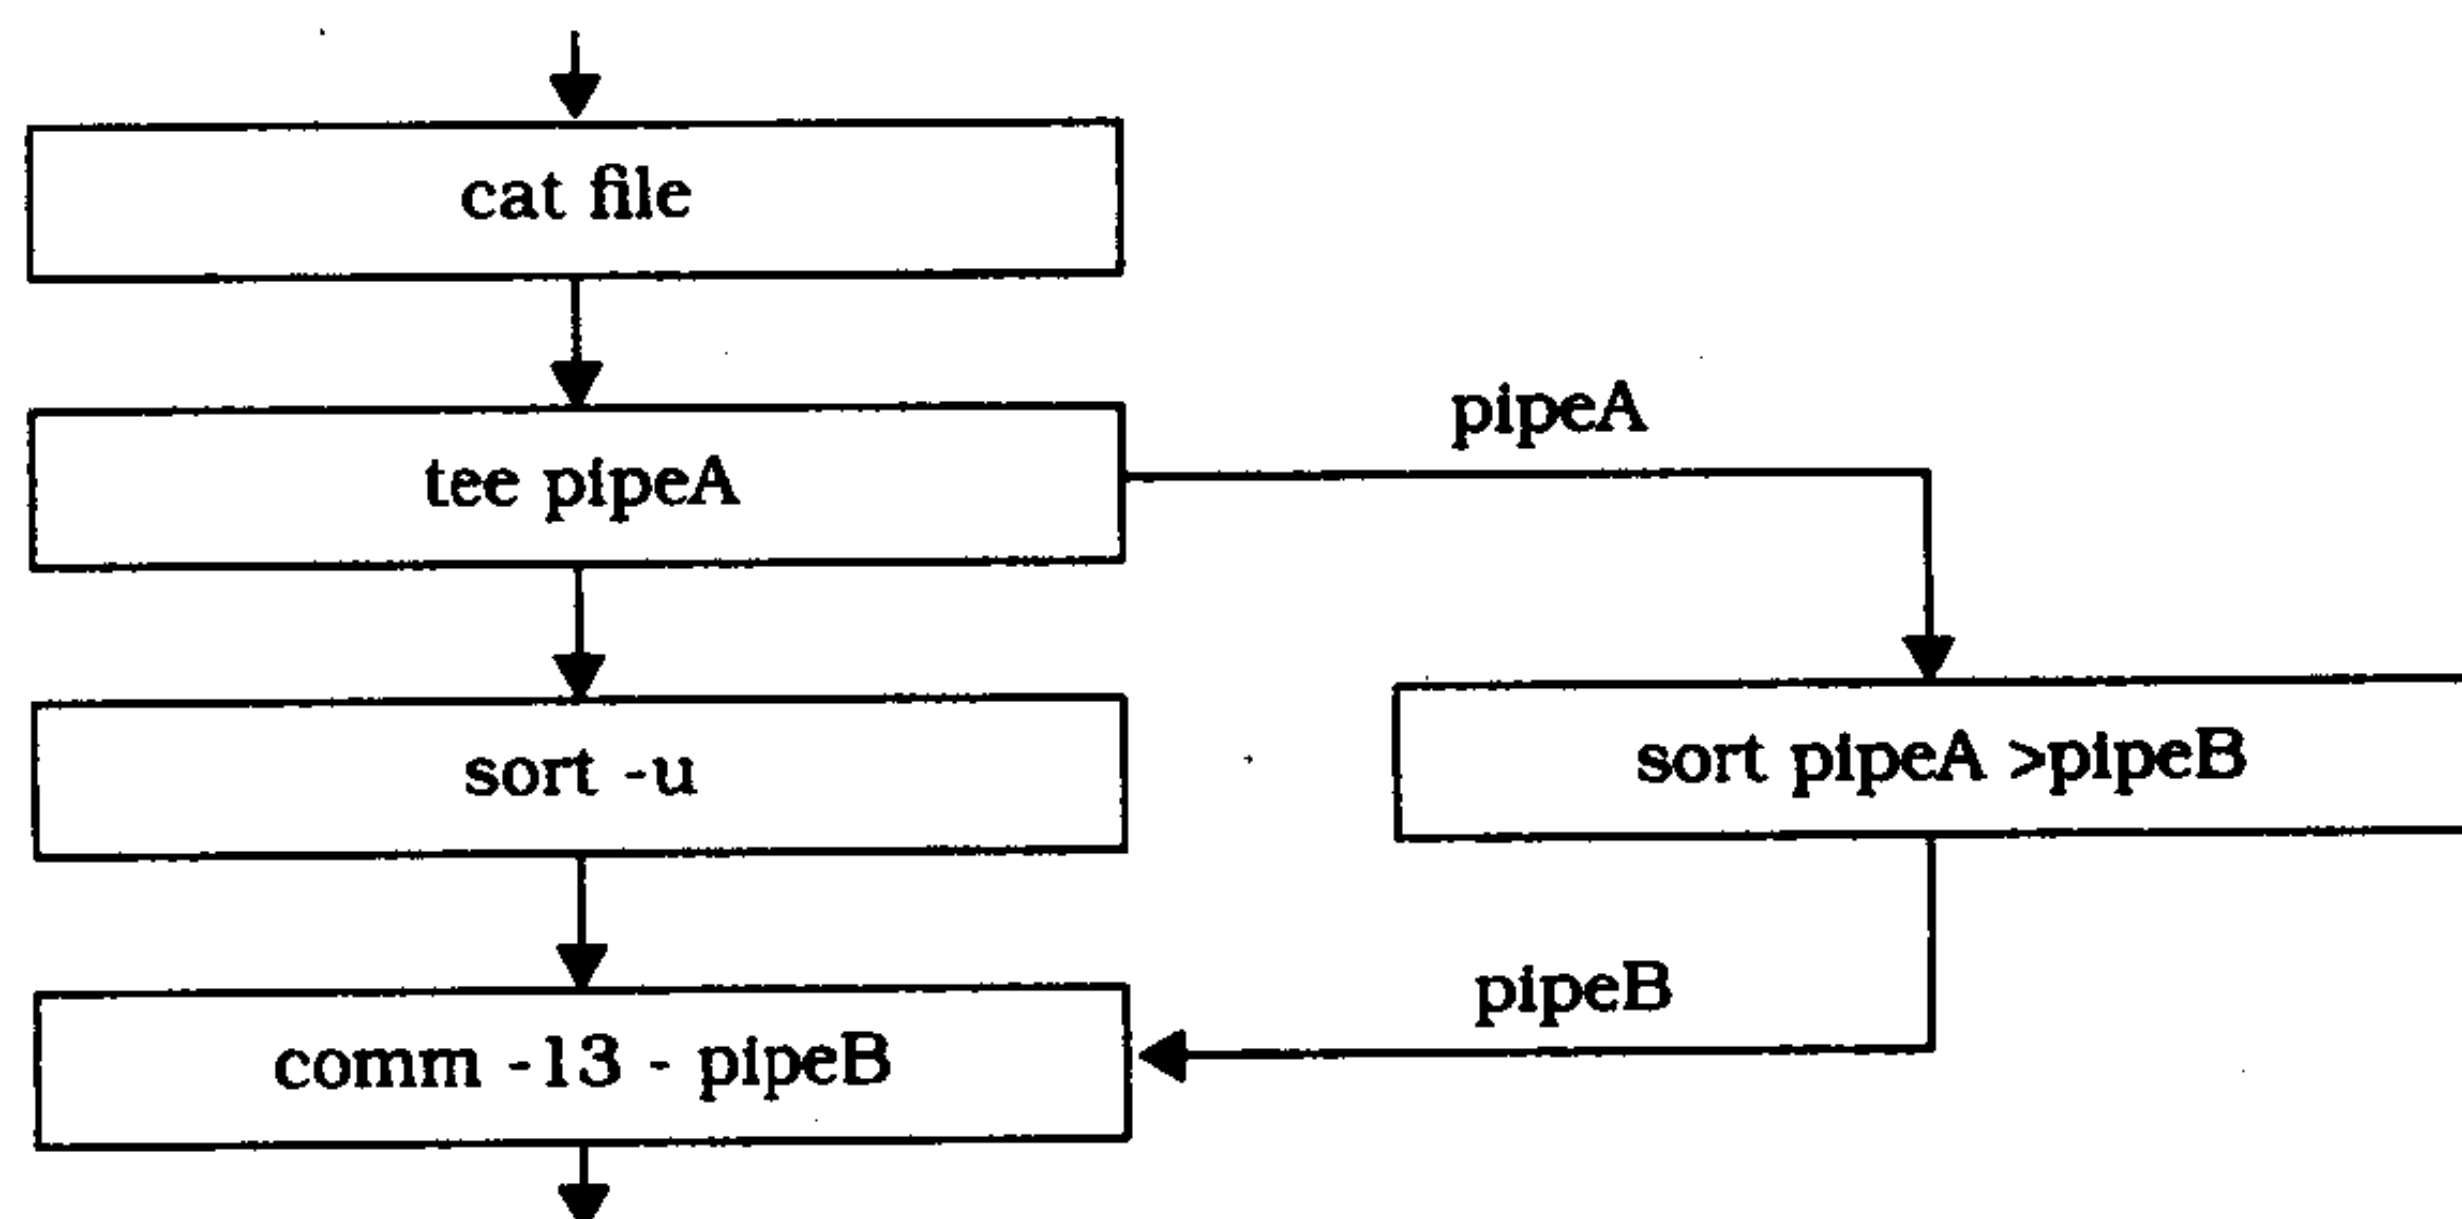 cat file
tee pipeA
pipeA
sort -u
sort pipeA >pipeB
pipeB
comm -13 - pipeB